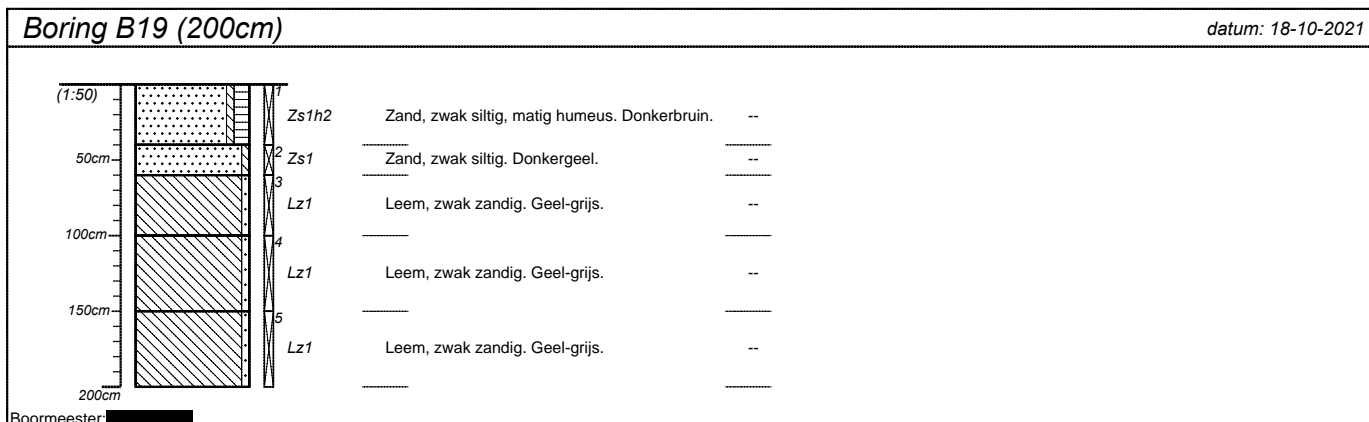 Boring B19 (200cm) datum: 18-10-2021
(1:50)
1
Zs1h2 Zand, zwak siltig, matig humeus. Donkerbruin. --
50cm 2 Zs1 Zand, zwak siltig. Donkergeel. --
3
Lz1 Leem, zwak zandig. Geel-grijs. --
100cm
4
Lz1 Leem, zwak zandig. Geel-grijs. --
150cm
5
Lz1 Leem, zwak zandig. Geel-grijs. --
200cm
Boormeester: